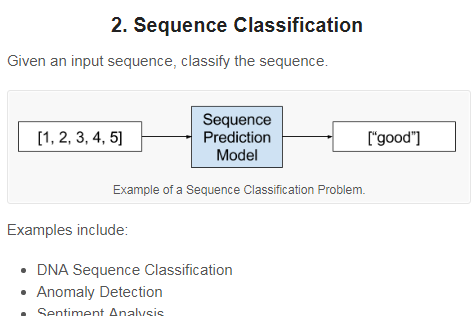 2. Sequence Classification
Given an input sequence, classify the sequence.
[1, 2, 3, 4, 5]
Sequence
Prediction
Model
["good"]
Example of a Sequence Classification Problem.
Examples include:
• DNA Sequence Classification
• Anomaly Detection
• Sentiment Analysis